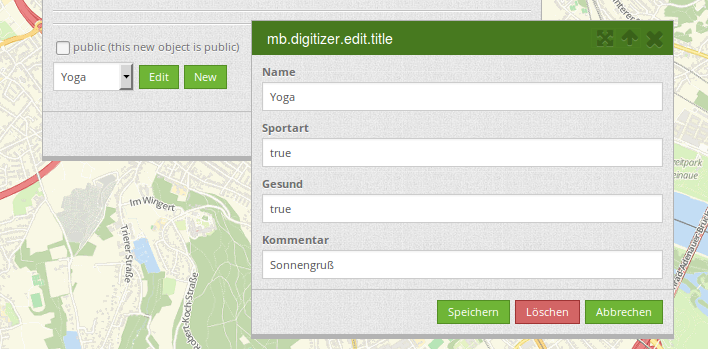 public (this new object is public)
Yoga
Edit
New
mb.digitizer.edit.title
Name
Yoga
Sportart
true
Gesund
true
Kommentar
Sonnengruß
Speichern
Löschen
Abbrechen
Im Wingert
Trierer Straße
Robert-Koch-Straße